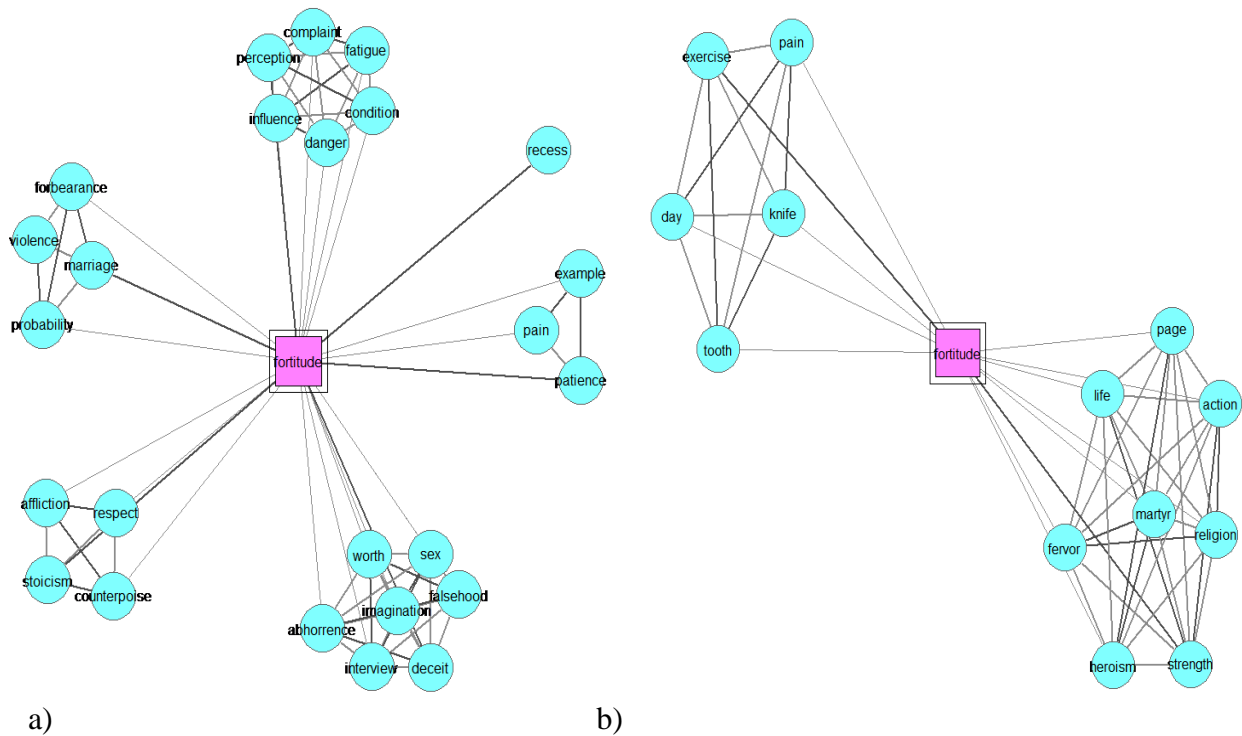 complaint
perception
fatigue
influence
condition
danger
recess
forbearance
violence
marriage
probability
example
pain
patience
fortitude
affliction
respect
stoicism
counterpoise
worth
sex
falsehood
imagination
abhorrence
interview
deceit
a)
exercise
pain
day
knife
tooth
fortitude
page
life
action
martyr
religion
fervor
heroism
strength
b)